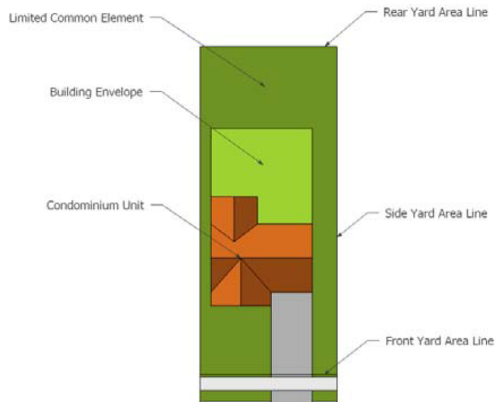 Limited Common Element
Rear Yard Area Line
Building Envelope
Condominium Unit
Side Yard Area Line
Front Yard Area Line